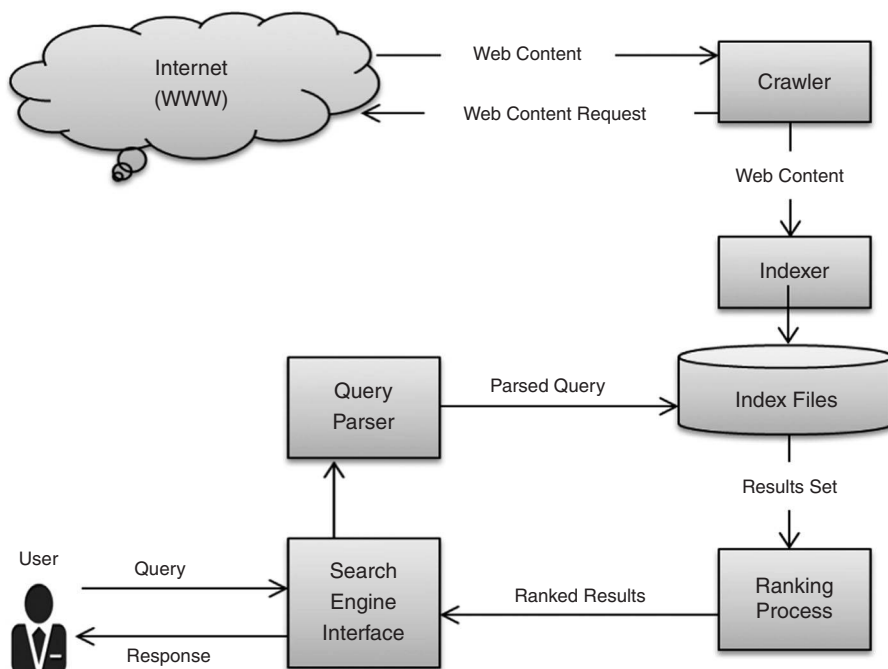 Internet
(WWW)
Web Content
Crawler
Web Content Request
Web Content
Indexer
Query
Parser
Parsed Query
Index Files
Results Set
User
Query
Search
Engine
Interface
Ranked Results
Ranking
Process
Response